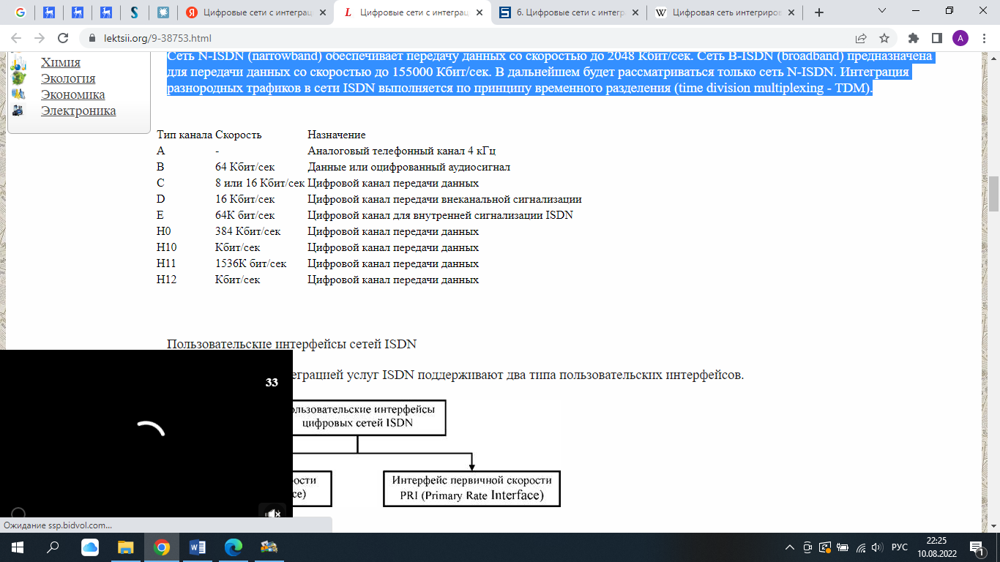 Цифровые сети с интеграц
Цифровые сети с интеграц
6. Цифровые сети с интегр
Цифровая сеть интегриров
lektsii.org/9-38753.html
A
Химия
Экология
Экономика
Электроника
Сеть N-ISDN (narrowband) обеспечивает передачу данных со скоростью до 2048 Кбит/сек. Сеть B-ISDN (broadband) предназначена
для передачи данных со скоростью до 155000 Кбит/сек. В дальнейшем будет рассматриваться только сеть N-ISDN. Интеграция
разнородных трафиков в сети ISDN выполняется по принципу временного разделения (time division multiplexing - TDM).
Тип канала Скорость Назначение
A - Аналоговый телефонный канал 4 кГц
B 64 Кбит/сек Данные или оцифрованный аудиосигнал
C 8 или 16 Кбит/сек Цифровой канал передачи данных
D 16 Кбит/сек Цифровой канал передачи внеканальной сигнализации
E 64К бит/сек Цифровой канал для внутренней сигнализации ISDN
H0 384 Кбит/сек Цифровой канал передачи данных
H10 Кбит/сек Цифровой канал передачи данных
H11 1536К бит/сек Цифровой канал передачи данных
H12 Кбит/сек Цифровой канал передачи данных
Пользовательские интерфейсы сетей ISDN
еграцией услуг ISDN поддерживают два типа пользовательских интерфейсов.
33
ользовательские интерфейсы
цифровых сетей ISDN
рости
ce)
Интерфейс первичной скорости
PRI (Primary Rate Interface)
Ожидание ssp.bidvol.com...
РУС
22:25
10.08.2022
1